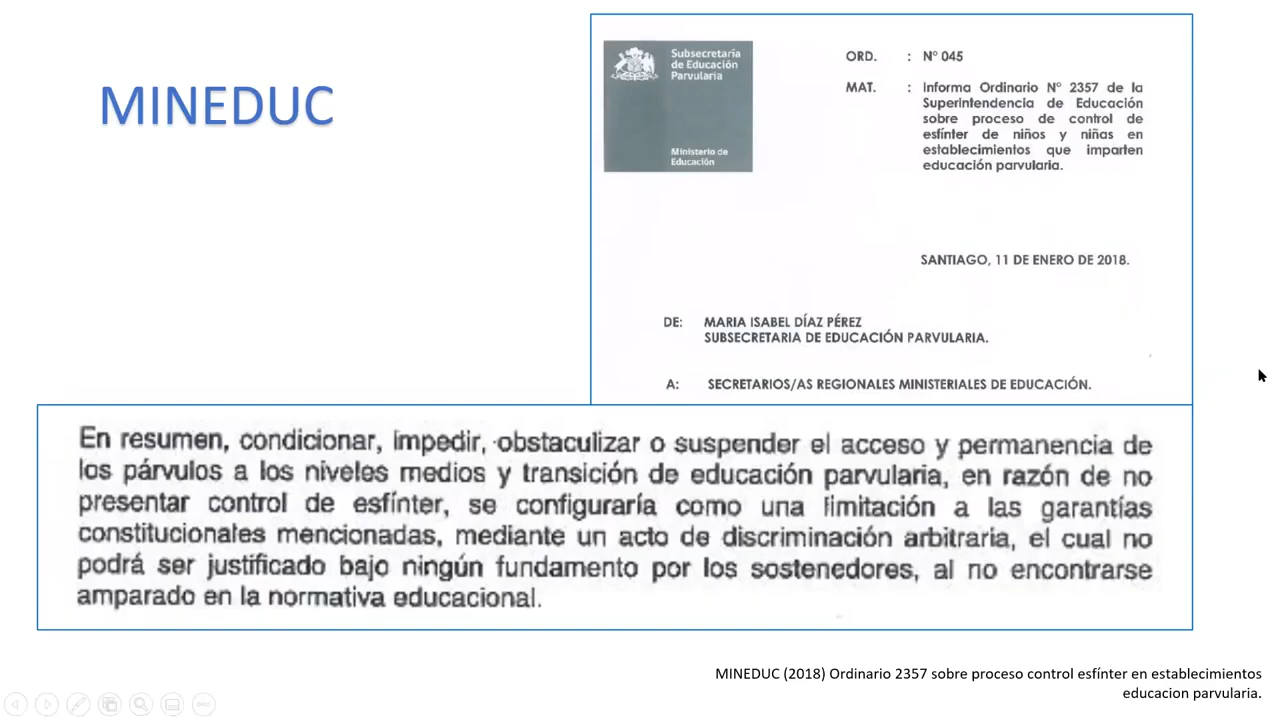 MINEDUC
Subsecretaría
de Educación
Parvularia
Ministerio de
Educación
ORD. : N° 045
MAT. : Informa Ordinario N° 2357 de la
Superintendencia de Educación
sobre proceso de control de
esfínter de niños y niñas en
establecimientos que imparten
educación parvularia.
SANTIAGO, 11 DE ENERO DE 2018.
DE: MARIA ISABEL DÍAZ PÉREZ
SUBSECRETARIA DE EDUCACIÓN PARVULARIA.
A: SECRETARIOS/AS REGIONALES MINISTERIALES DE EDUCACIÓN.
En resumen, condicionar, impedir, obstaculizar o suspender el acceso y permanencia de
los párvulos a los niveles medios y transición de educación parvularia, en razón de no
presentar control de esfínter, se configuraría como una limitación a las garantías
constitucionales mencionadas, mediante un acto de discriminación arbitraria, el cual no
podrá ser justificado bajo ningún fundamento por los sostenedores, al no encontrarse
amparado en la normativa educacional.
MINEDUC (2018) Ordinario 2357 sobre proceso control esfínter en establecimientos
educacion parvularia.